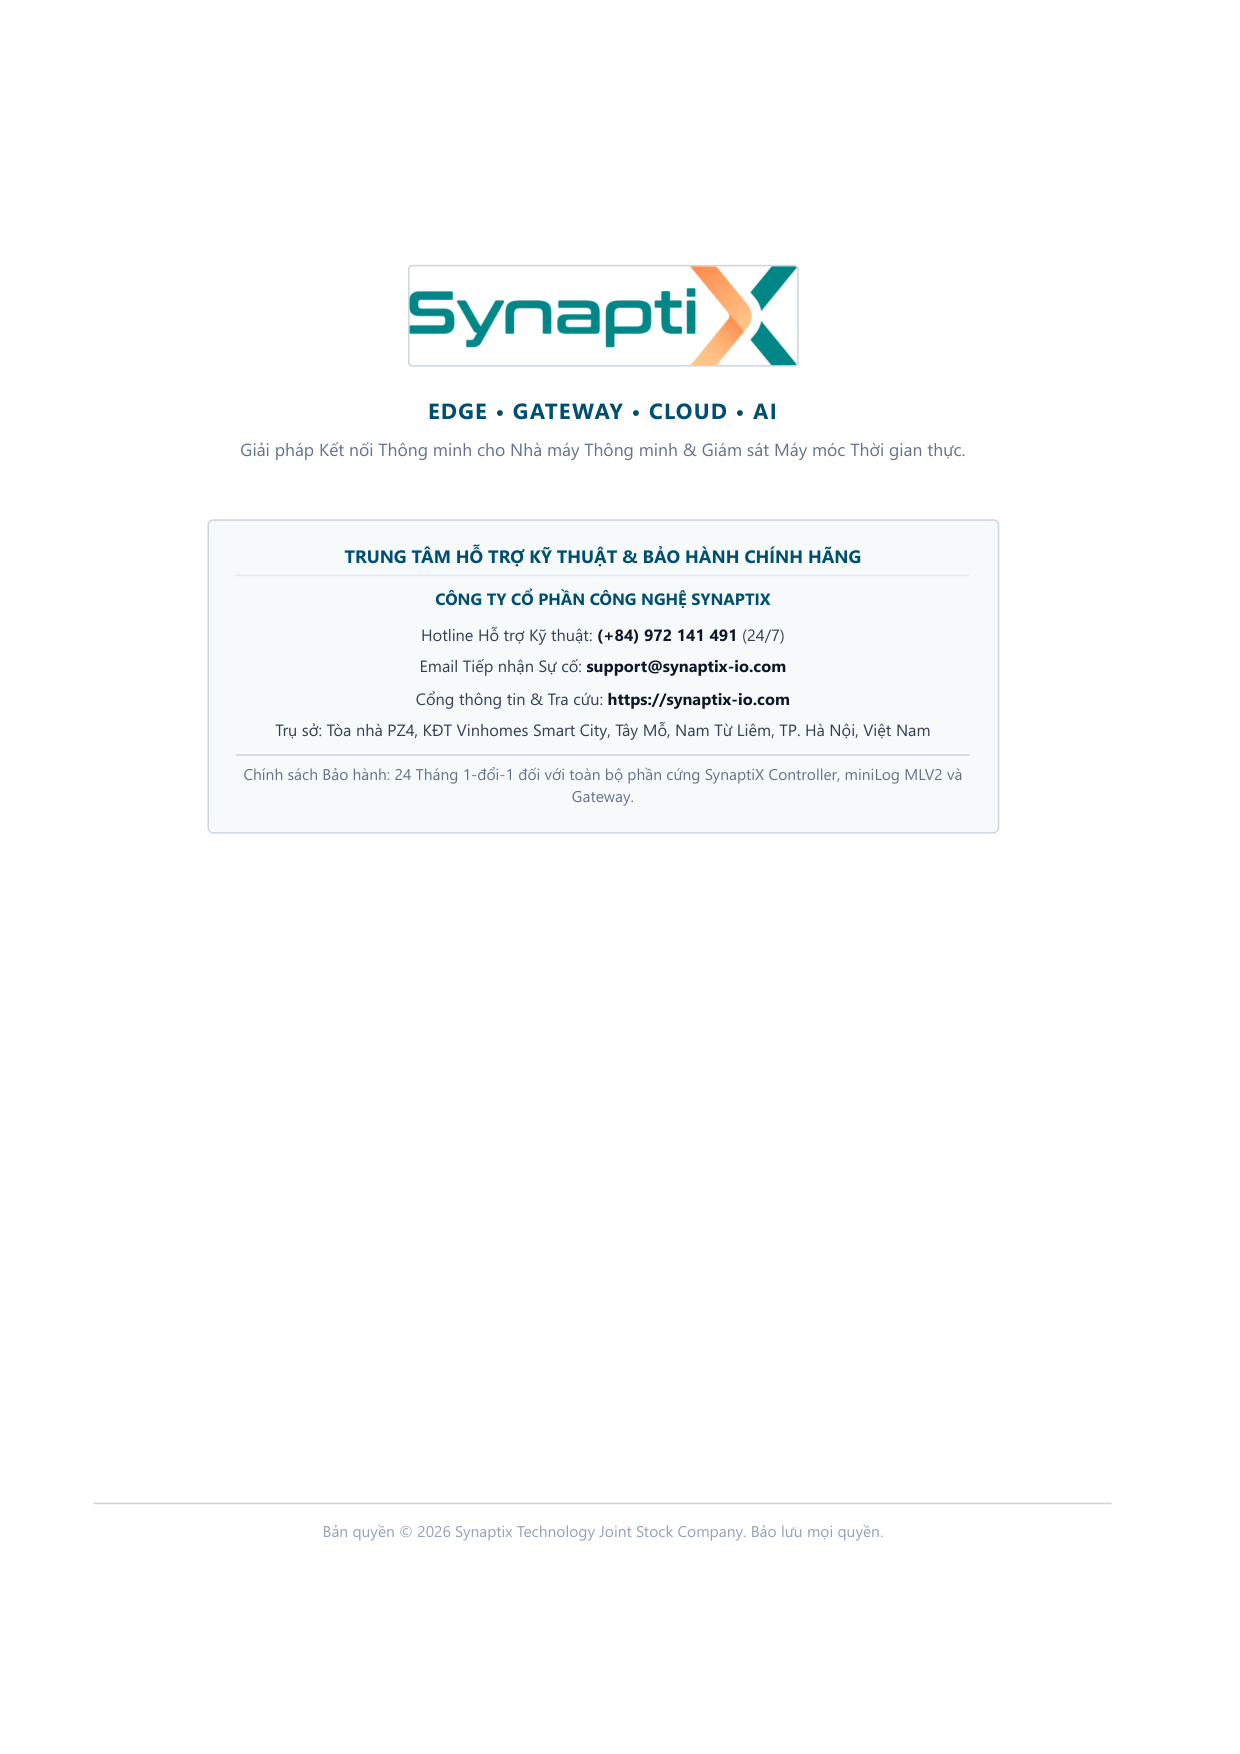 SynaptiX
EDGE • GATEWAY • CLOUD • AI
Giải pháp Kết nối Thông minh cho Nhà máy Thông minh & Giám sát Máy móc Thời gian thực.
TRUNG TÂM HỖ TRỢ KỸ THUẬT & BẢO HÀNH CHÍNH HÃNG
CÔNG TY CỔ PHẦN CÔNG NGHỆ SYNAPTIX
Hotline Hỗ trợ Kỹ thuật: (+84) 972 141 491 (24/7)
Email Tiếp nhận Sự cố: support@synaptix-io.com
Cổng thông tin & Tra cứu: https://synaptix-io.com
Trụ sở: Tòa nhà PZ4, KĐT Vinhomes Smart City, Tây Mỗ, Nam Từ Liêm, TP. Hà Nội, Việt Nam
Chính sách Bảo hành: 24 Tháng 1-đổi-1 đối với toàn bộ phần cứng SynaptiX Controller, miniLog MLV2 và
Gateway.
Bản quyền © 2026 Synaptix Technology Joint Stock Company. Bảo lưu mọi quyền.